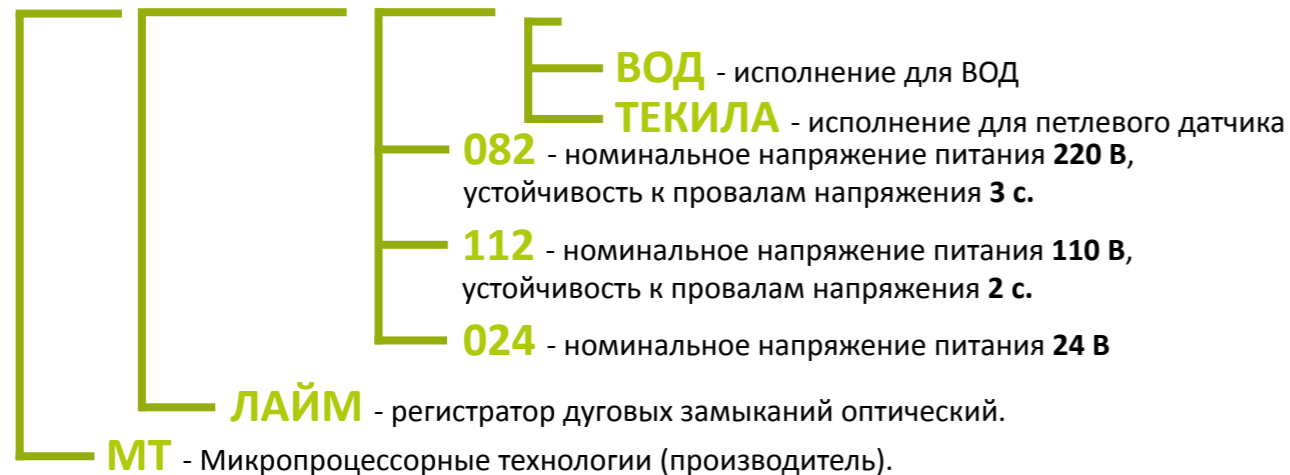 ВОД - исполнение для ВОД
ТЕКИЛА - исполнение для петлевого датчика
082 - номинальное напряжение питания 220 В,
устойчивость к провалам напряжения 3 с.
112 - номинальное напряжение питания 110 В,
устойчивость к провалам напряжения 2 с.
024 - номинальное напряжение питания 24 В
ЛАЙМ - регистратор дуговых замыканий оптический.
МТ - Микропроцессорные технологии (производитель).